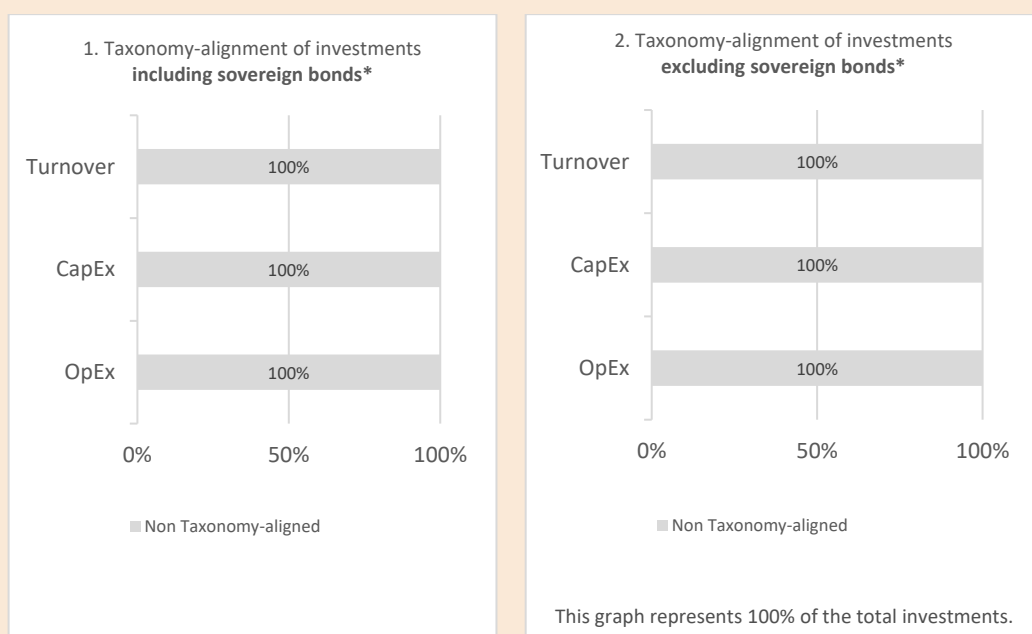 1. Taxonomy-alignment of investments
including sovereign bonds*
Turnover
100%
CapEx
100%
OpEx
100%
0%
50%
100%
Non Taxonomy-aligned
2. Taxonomy-alignment of investments
excluding sovereign bonds*
Turnover
100%
CapEx
100%
OpEx
100%
0%
50%
100%
Non Taxonomy-aligned
This graph represents 100% of the total investments.